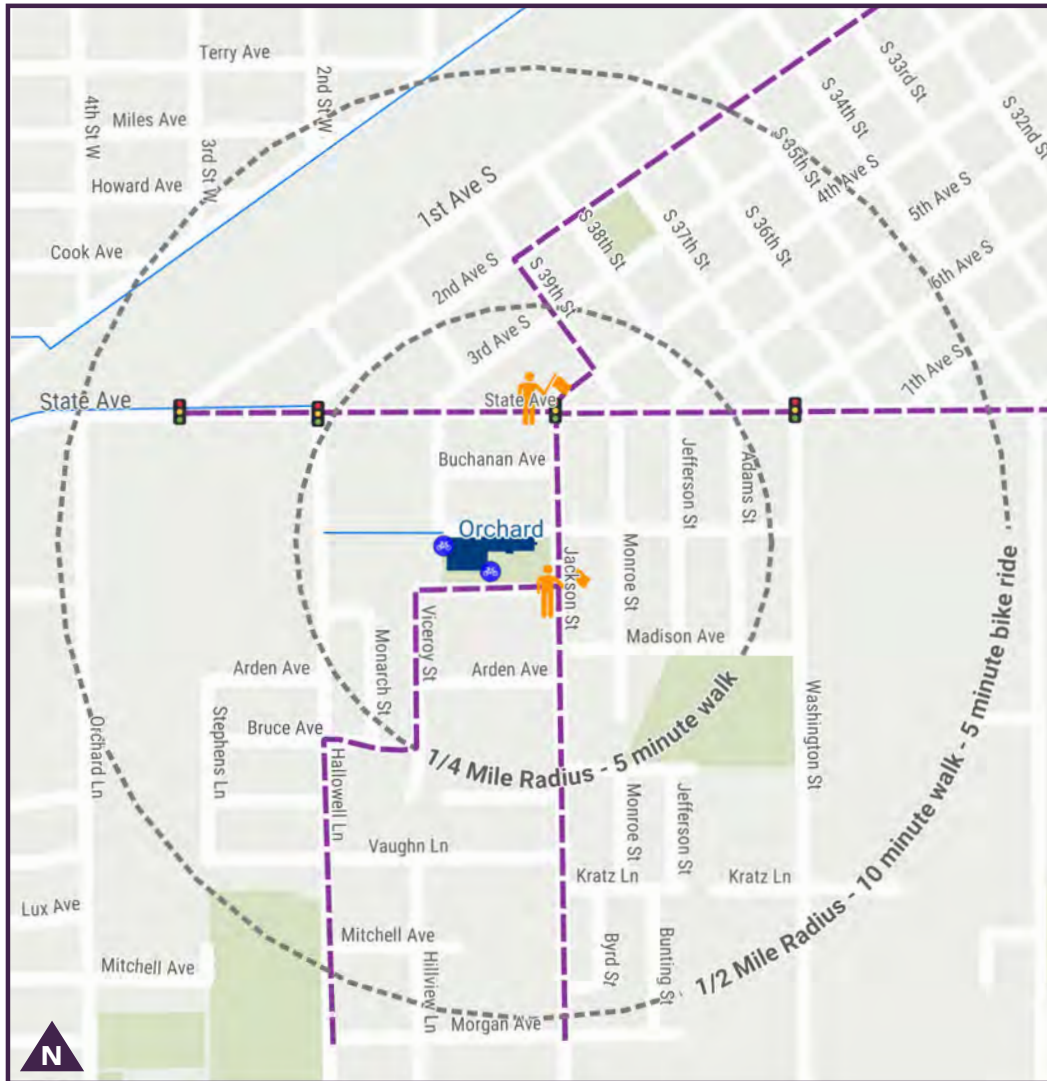 Terry Ave
2nd St W
4th St W
Miles Ave
3rd St W
Howard Ave
Cook Ave
S 33rd St
S 34th St
S 32nd St
S 35th St
4th Ave S
5th Ave S
1st Ave S
S 38th St
S 37th St
S 36th St
6th Ave S
2nd Ave S
S 39th St
3rd Ave S
7th Ave S
State Ave
State Ave
Buchanan Ave
Jefferson St
Adams St
Orchard
Jackson St
Monroe St
Viceroy St
Monarch St
Madison Ave
Arden Ave
Arden Ave
Bruce Ave
Stephens Ln
Orchard Ln
Hallowell Ln
Washington St
1/4 Mile Radius - 5 minute walk
1/2 Mile Radius - 10 minute walk - 5 minute bike ride
Monroe St
Jefferson St
Vaughn Ln
Kratz Ln
Kratz Ln
Lux Ave
Mitchell Ave
Mitchell Ave
Hillview Ln
Byrd St
Bunting St
Morgan Ave
N